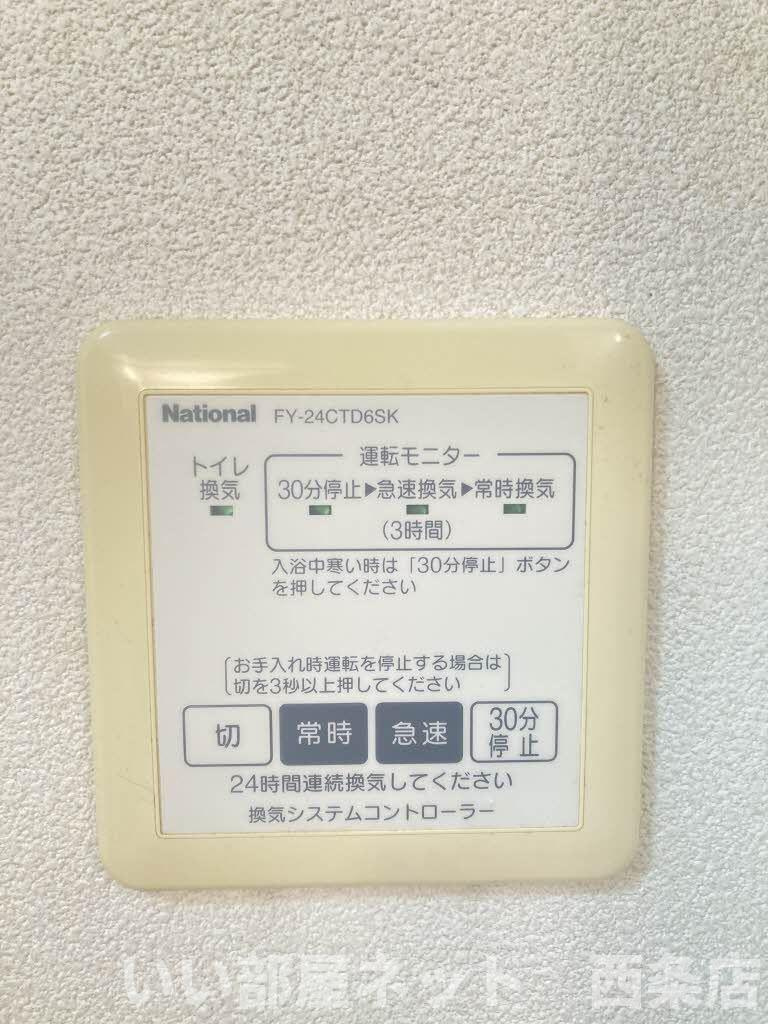 National FY-24CTD6SK
トイレ
換気
運転モニター
30分停止▶急速換気▶常時換気
(3時間)
入浴中寒い時は「30分停止」ボタン
を押してください
お手入れ時運転を停止する場合は
切を3秒以上押してください
切 常時 急速 30分
停止
24時間連続換気してください
換気システムコントローラー
いい部屋ネット 西条店